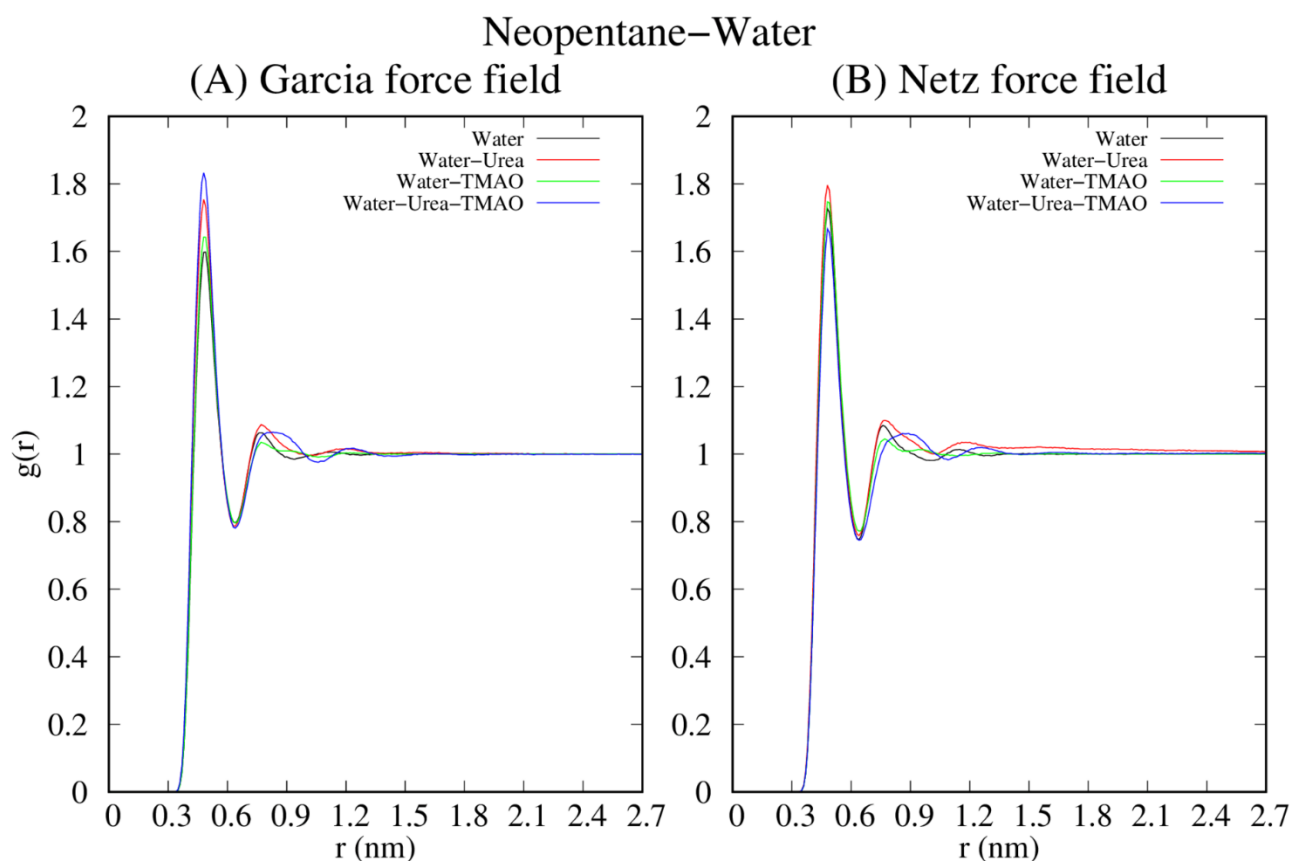 Neopentane−Water
(A) Garcia force field
(B) Netz force field
2
1.8
1.6
1.4
1.2
1
0.8
0.6
0.4
0.2
0
g(r)
Water
Water−Urea
Water−TMAO
Water−Urea−TMAO
0 0.3 0.6 0.9 1.2 1.5 1.8 2.1 2.4 2.7
r (nm)
2
1.8
1.6
1.4
1.2
1
0.8
0.6
0.4
0.2
0
Water
Water−Urea
Water−TMAO
Water−Urea−TMAO
0 0.3 0.6 0.9 1.2 1.5 1.8 2.1 2.4 2.7
r (nm)